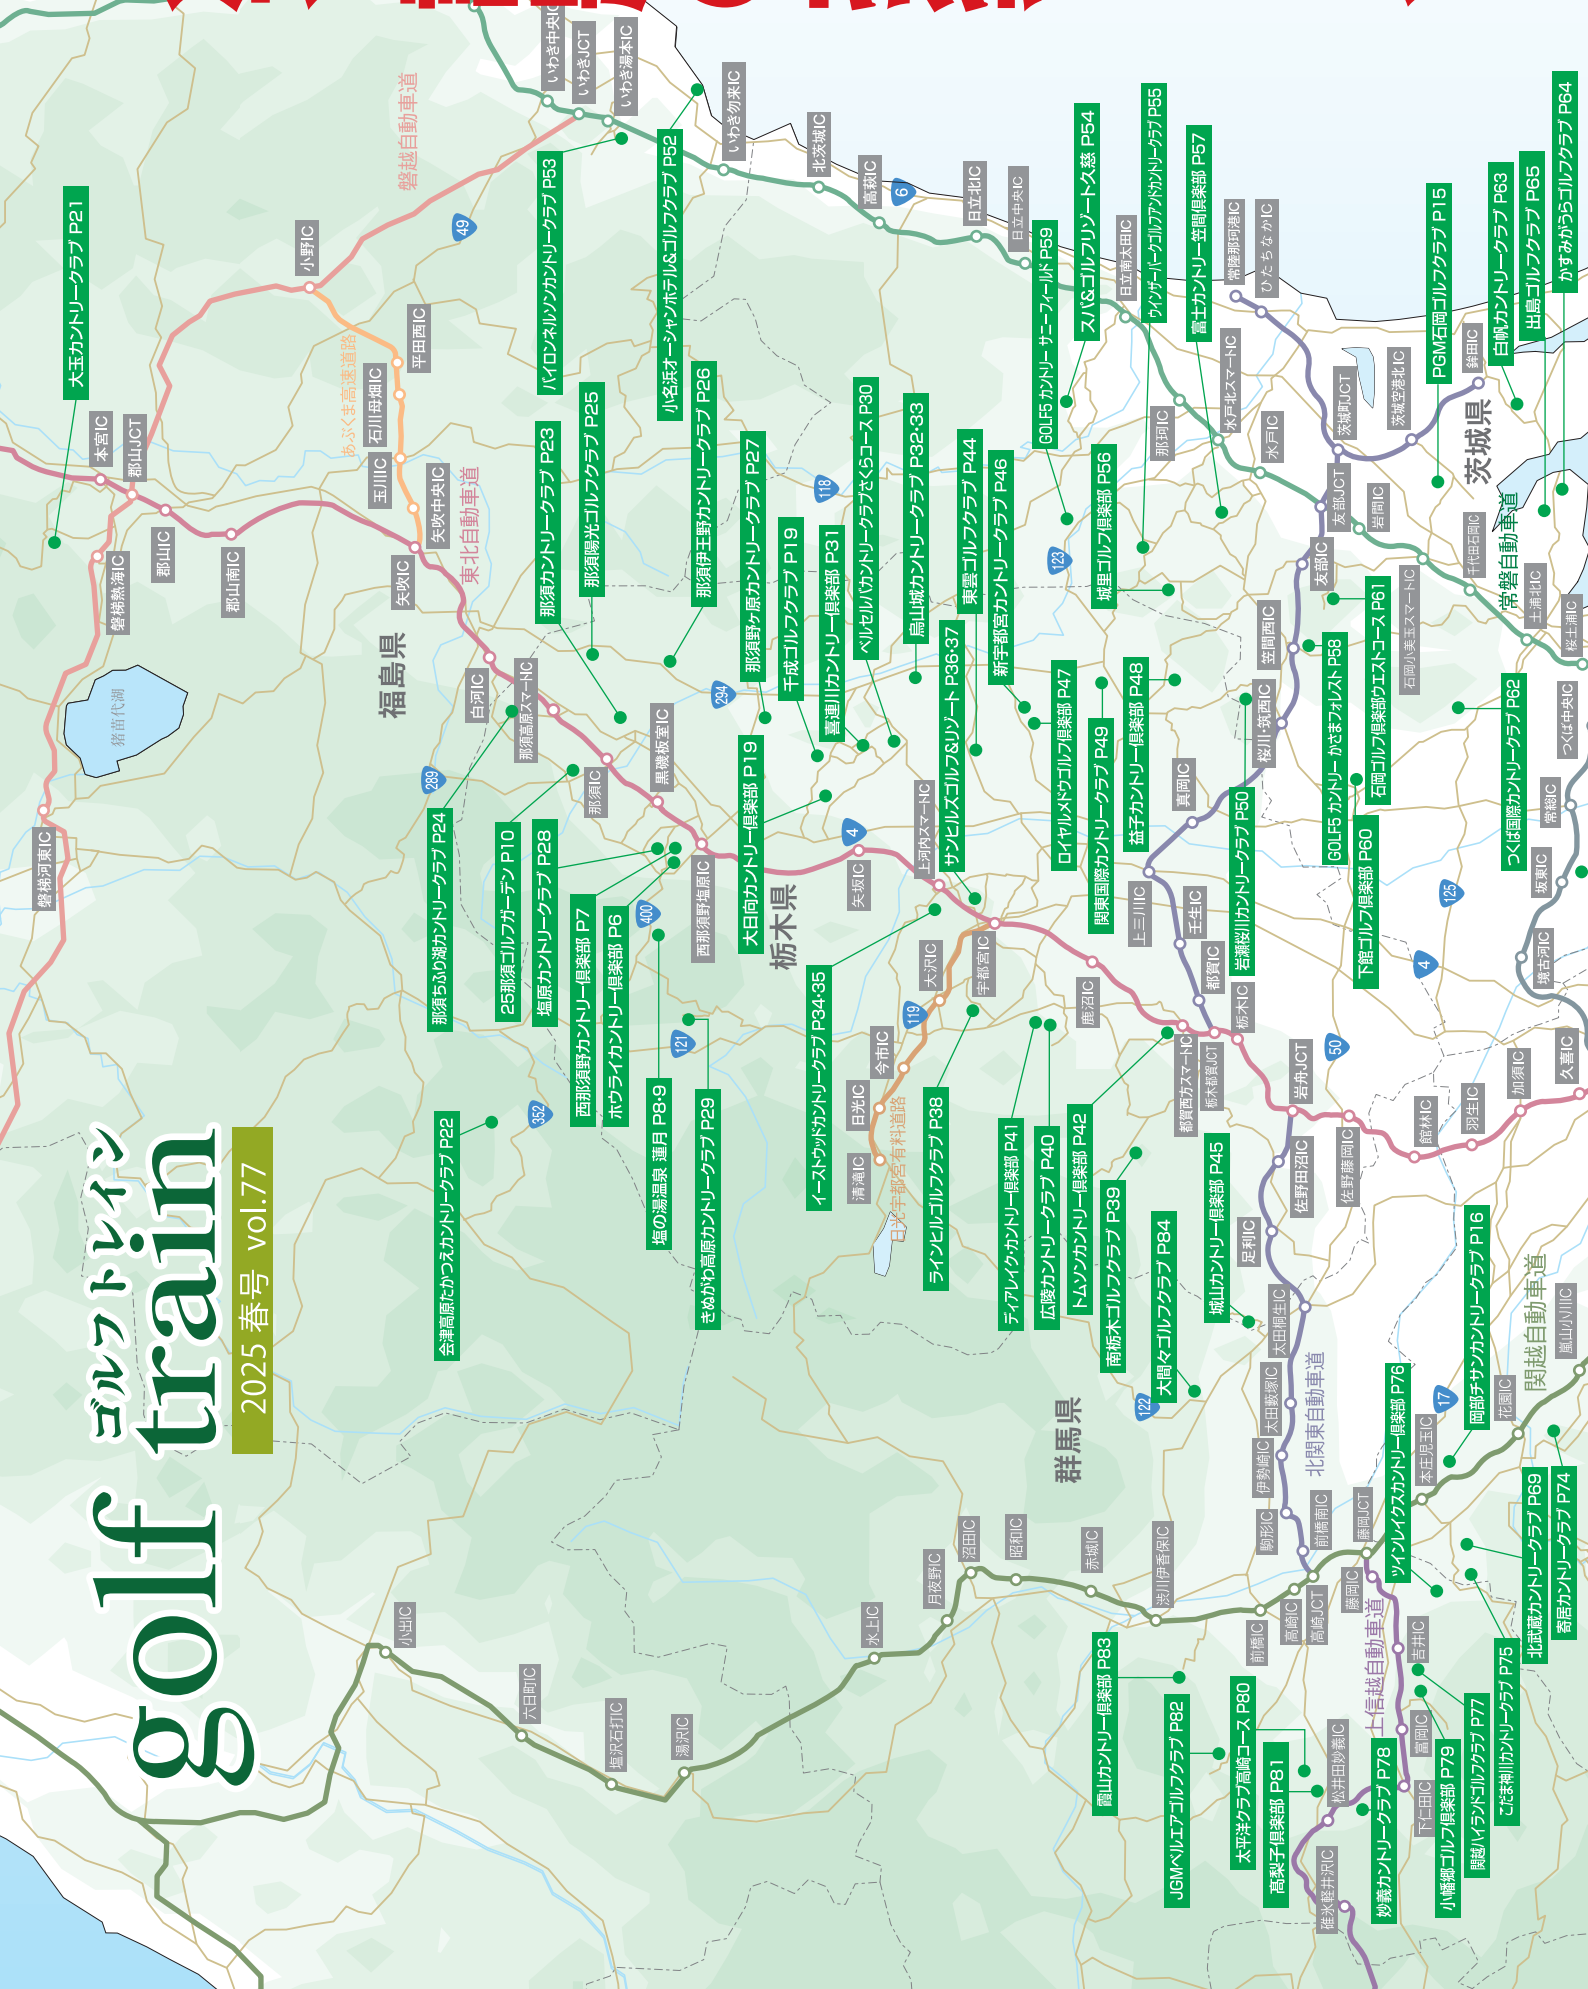 ゴルフトレイン
golf train
2025 春号 vol.77
大玉カントリークラブ P21
本宮IC
郡山JCT
磐梯熱海IC
郡山IC
郡山南IC
猪苗代湖
磐梯河東IC
小野IC
磐越自動車道
49
あぶくま高速道路
平田西IC
石川母畑IC
玉川IC
矢吹中央IC
矢吹IC
東北自動車道
福島県
白河IC
那須高原スマートIC
289
いわき中央IC
いわきJCT
いわき湯本IC
いわき勿来IC
北茨城IC
高萩IC
6
日立北IC
日立中央IC
日立南太田IC
バイロンネルソンカントリークラブ P53
小名浜オーシャンホテル&ゴルフクラブ P52
那須カントリークラブ P23
那須陽光ゴルフクラブ P25
那須伊王野カントリークラブ P26
那須野ヶ原カントリークラブ P27
千成ゴルフクラブ P19
喜連川カントリー倶楽部 P31
ベルセルバカントリークラブさくらコース P30
烏山城カントリークラブ P32・33
東雲ゴルフクラブ P44
新宇都宮カントリークラブ P46
サンヒルズゴルフ&リゾート P36・37
118
294
123
那須IC
黒磯板室IC
西那須野塩原IC
那須ちふり湖カントリークラブ P24
25那須ゴルフガーデン P10
塩原カントリークラブ P28
西那須野カントリー倶楽部 P7
ホウライカントリー倶楽部 P6
塩の湯温泉 蓮月 P8・9
きぬがわ高原カントリークラブ P29
会津高原たかつえカントリークラブ P22
352
400
121
大日向カントリー倶楽部 P19
栃木県
4
矢坂IC
上河内スマートIC
イーストウッドカントリークラブ P34・35
宇都宮IC
大沢IC
119
今市IC
日光IC
清滝IC
日光宇都宮有料道路
ラインヒルゴルフクラブ P38
ディアレイク・カントリー倶楽部 P41
広陵カントリークラブ P40
トムソンカントリー倶楽部 P42
南栃木ゴルフクラブ P39
大間々ゴルフクラブ P84
城山カントリー倶楽部 P45
122
群馬県
GOLF5 カントリー サニーフィールド P59
スパ&ゴルフリゾート久慈 P54
ウインザーパークゴルフアンドカントリークラブ P55
富士カントリー笠間倶楽部 P57
城里ゴルフ倶楽部 P56
ロイヤルメドウゴルフ倶楽部 P47
関東国際カントリークラブ P49
益子カントリー倶楽部 P48
岩瀬桜川カントリークラブ P50
常陸那珂港IC
ひたちなかIC
那珂IC
水戸北スマートIC
水戸IC
茨城町JCT
茨城空港北IC
鉾田IC
茨城県
友部JCT
岩間IC
友部IC
笠間西IC
桜川・筑西IC
真岡IC
上三川IC
壬生IC
都賀IC
栃木IC
鹿沼IC
都賀西方スマートIC
栃木都賀JCT
岩舟JCT
佐野田沼IC
佐野藤岡IC
足利IC
50
館林IC
羽生IC
加須IC
久喜IC
PGM石岡ゴルフクラブ P15
白帆カントリークラブ P63
出島ゴルフクラブ P65
かすみがうらゴルフクラブ P64
石岡小美玉スマートIC
千代田石岡IC
常磐自動車道
土浦北IC
桜土浦IC
石岡ゴルフ倶楽部ウエストコース P61
GOLF5 カントリー かさまフォレスト P58
下館ゴルフ倶楽部 P60
つくば国際カントリークラブ P62
つくば中央IC
常総IC
坂東IC
境古河IC
125
4
太田桐生IC
太田藪塚IC
伊勢崎IC
北関東自動車道
駒形IC
前橋南IC
藤岡JCT
藤岡IC
高崎IC
高崎JCT
前橋IC
渋川伊香保IC
赤城IC
昭和IC
沼田IC
月夜野IC
水上IC
湯沢IC
塩沢石打IC
六日町IC
小出IC
17
岡部チサンカントリークラブ P16
ツインレイクスカントリー倶楽部 P76
本庄児玉IC
花園IC
嵐山小川IC
関越自動車道
北武蔵カントリークラブ P69
寄居カントリークラブ P74
こだま神川カントリークラブ P75
関越ハイランドゴルフクラブ P77
小幡郷ゴルフ倶楽部 P79
妙義カントリークラブ P78
上信越自動車道
吉井IC
富岡IC
下仁田IC
松井田妙義IC
碓氷軽井沢IC
霞山カントリー倶楽部 P83
JGMベルエアゴルフクラブ P82
太平洋クラブ高崎コース P80
高梨子倶楽部 P81